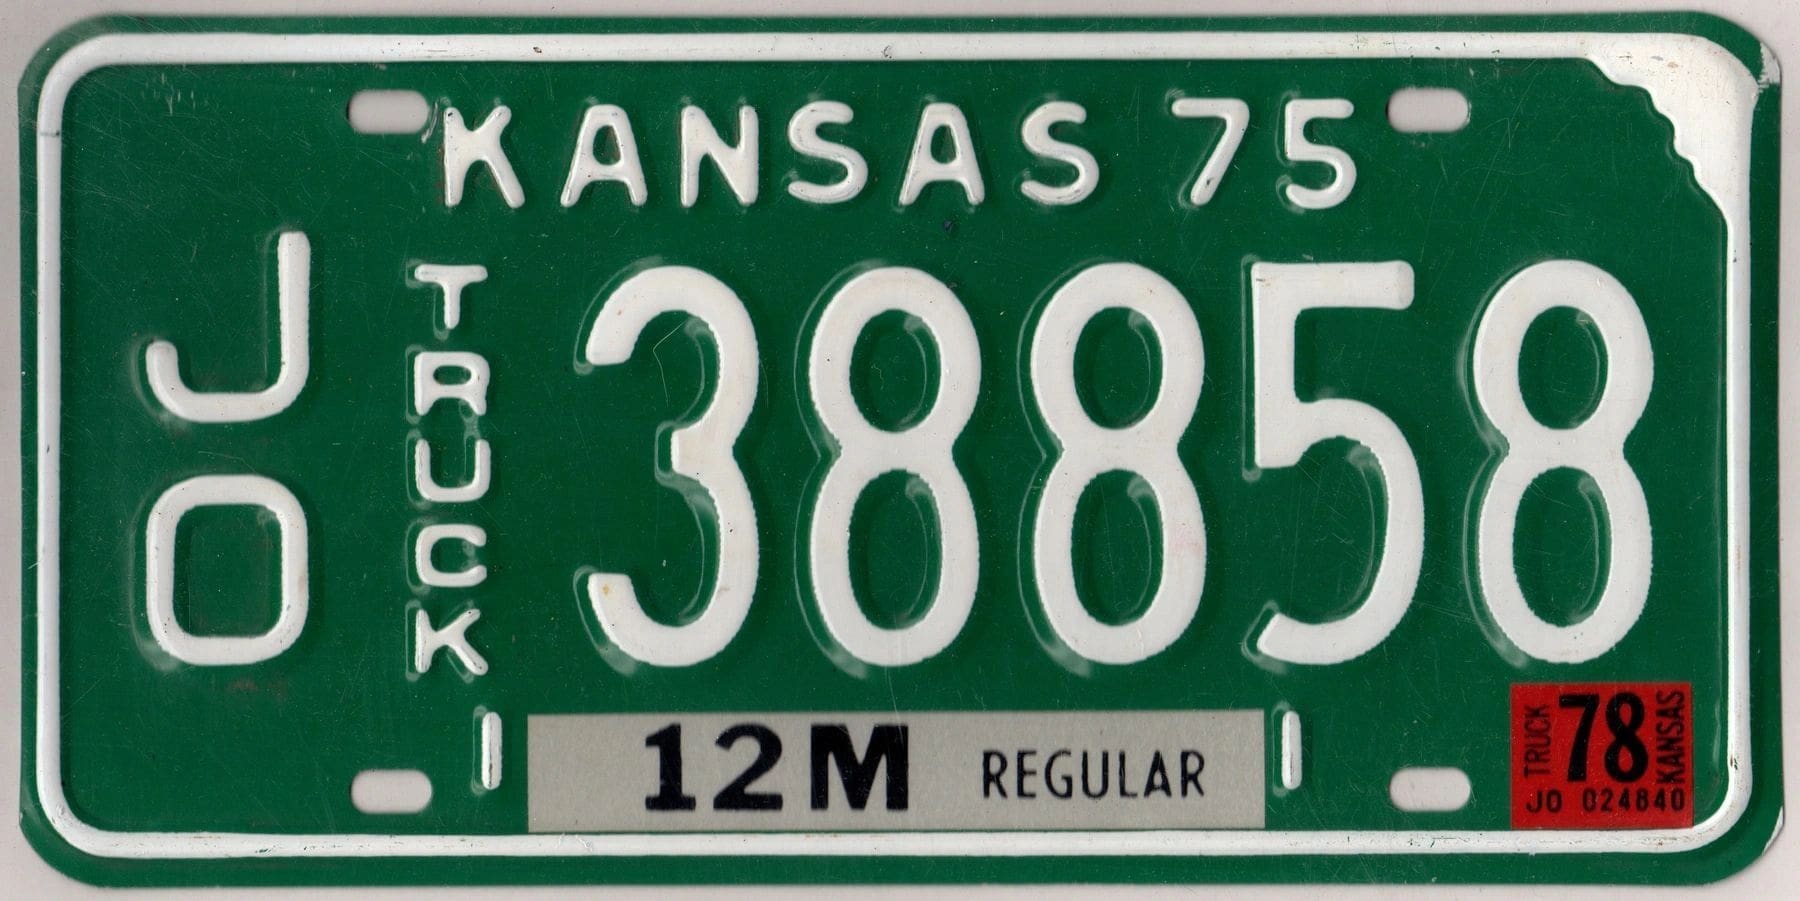 KANSAS 75
JO
TRUCK
38858
12M REGULAR
TRUCK
78
KANSAS
JO 024840